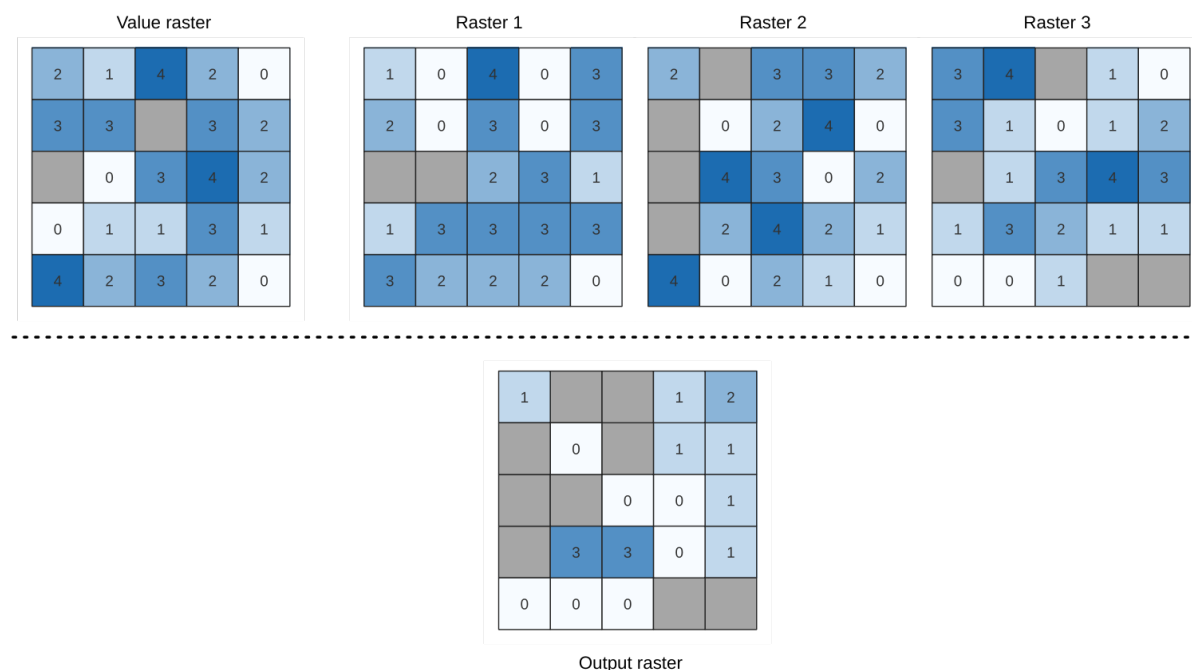 Value raster Raster 1 Raster 2 Raster 3
2 1 4 2 0 1 0 4 0 3 2 3 3 2 3 4 1 0
3 3 3 2 2 0 3 0 3 0 2 4 0 3 1 0 1 2
0 3 4 2 2 3 1 4 3 0 2 1 3 4 3
0 1 1 3 1 1 3 3 3 3 2 4 2 1 1 3 2 1 1
4 2 3 2 0 3 2 2 2 0 4 0 2 1 0 0 0 1
1 1 2
0 1 1
0 0 1
3 3 0 1
0 0 0
Output raster